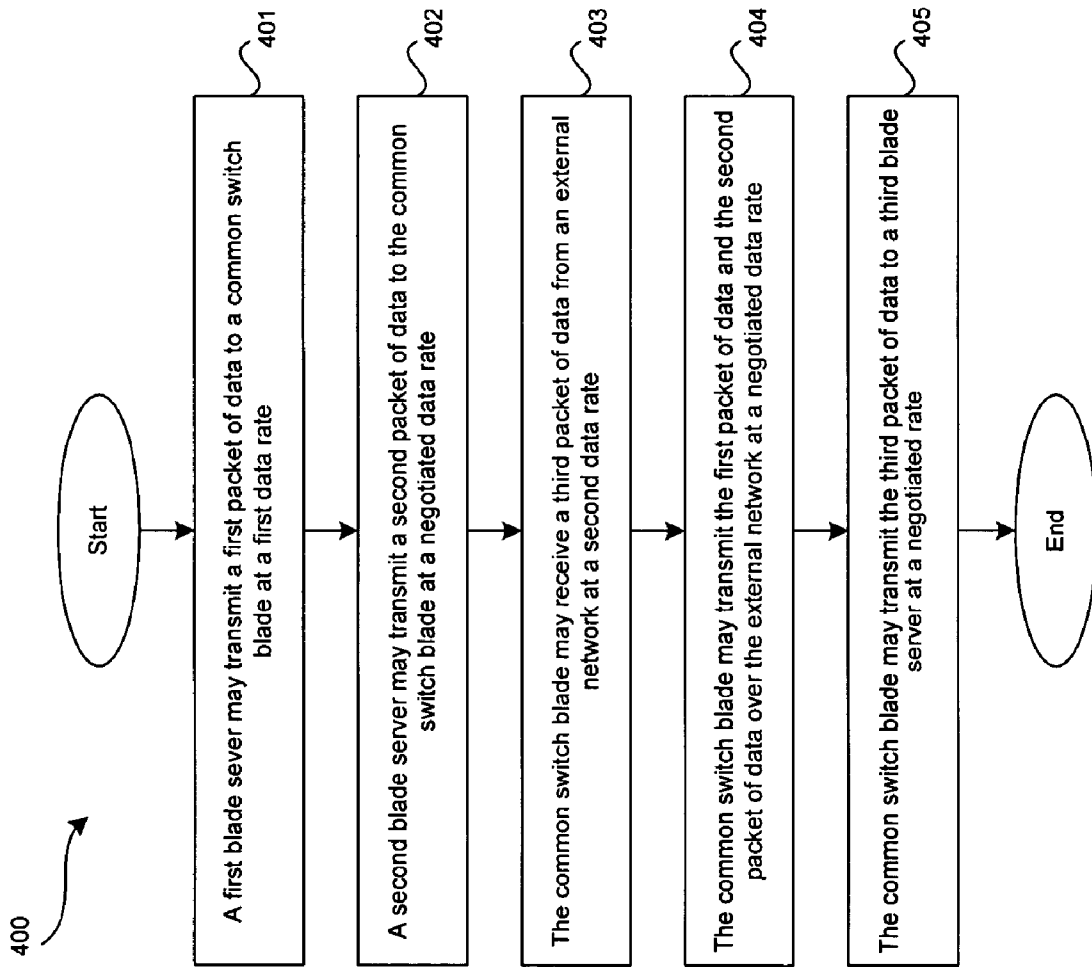 400
Start
A first blade sever may transmit a first packet of data to a common switch
blade at a first data rate
401
A second blade server may transmit a second packet of data to the common
switch blade at a negotiated data rate
402
The common switch blade may receive a third packet of data from an external
network at a second data rate
403
The common switch blade may transmit the first packet of data and the second
packet of data over the external network at a negotiated data rate
404
The common switch blade may transmit the third packet of data to a third blade
server at a negotiated rate
405
End